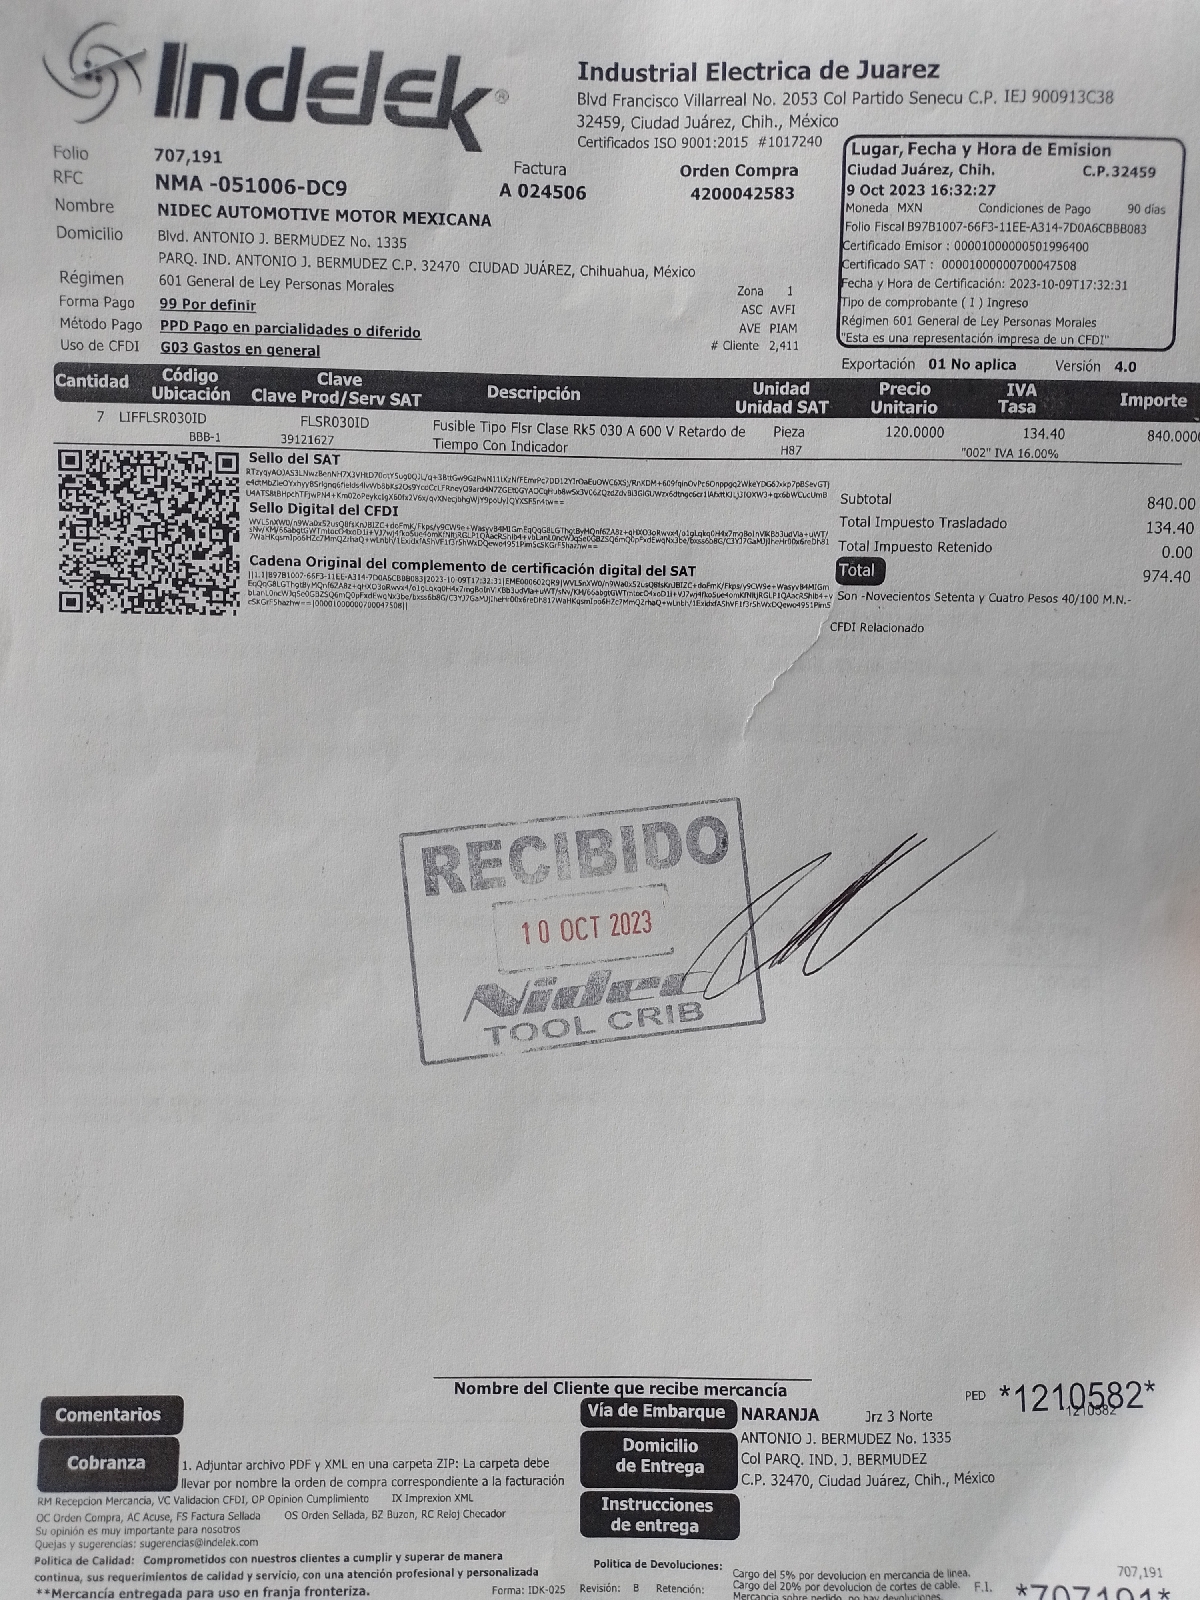 Indelek®
Industrial Electrica de Juarez
Blvd Francisco Villarreal No. 2053 Col Partido Senecu C.P. IEJ 900913C38
32459, Ciudad Juárez, Chih., México
Certificados ISO 9001:2015 #1017240
Folio 707,191
RFC NMA -051006-DC9
Factura
A 024506
Orden Compra
4200042583
Nombre NIDEC AUTOMOTIVE MOTOR MEXICANA
Domicilio Blvd. ANTONIO J. BERMUDEZ No. 1335
PARQ. IND. ANTONIO J. BERMUDEZ C.P. 32470 CIUDAD JUÁREZ, Chihuahua, México
Régimen 601 General de Ley Personas Morales
Forma Pago 99 Por definir
Método Pago PPD Pago en parcialidades o diferido
Uso de CFDI G03 Gastos en general
Zona 1
ASC AVFI
AVE PIAM
# Cliente 2,411
Lugar, Fecha y Hora de Emision
Ciudad Juárez, Chih. C.P.32459
9 Oct 2023 16:32:27
Moneda MXN Condiciones de Pago 90 días
Folio Fiscal B97B1007-66F3-11EE-A314-7D0A6CBBB083
Certificado Emisor : 00001000000501996400
Certificado SAT : 00001000000700047508
Fecha y Hora de Certificación: 2023-10-09T17:32:31
Tipo de comprobante ( I ) Ingreso
Régimen 601 General de Ley Personas Morales
"Esta es una representación impresa de un CFDI"
Exportación 01 No aplica Versión 4.0
Cantidad Código Ubicación Clave Clave Prod/Serv SAT Descripción Unidad Unidad SAT Precio Unitario IVA Tasa Importe
7 LIFFLSR030ID FLSR030ID Fusible Tipo Flsr Clase Rk5 030 A 600 V Retardo de Pieza 120.0000 134.40 840.0000
BBB-1 39121627 Tiempo Con Indicador H87 "002" IVA 16.00%
Sello del SAT
Sello Digital del CFDI
Cadena Original del complemento de certificación digital del SAT
Subtotal 840.00
Total Impuesto Trasladado 134.40
Total Impuesto Retenido 0.00
Total 974.40
Son -Novecientos Setenta y Cuatro Pesos 40/100 M.N.-
CFDI Relacionado
RECIBIDO
10 OCT 2023
Nidec
TOOL CRIB
Nombre del Cliente que recibe mercancía
PED *1210582*
1210582
Comentarios
Cobranza
1. Adjuntar archivo PDF y XML en una carpeta ZIP: La carpeta debe
llevar por nombre la orden de compra correspondiente a la facturación
Vía de Embarque NARANJA Jrz 3 Norte
Domicilio de Entrega
ANTONIO J. BERMUDEZ No. 1335
Col PARQ. IND. J. BERMUDEZ
C.P. 32470, Ciudad Juárez, Chih., México
Instrucciones de entrega
RM Recepcion Mercancia, VC Validacion CFDI, OP Opinion Cumplimiento IX Imprexion XML
OC Orden Compra, AC Acuse, FS Factura Sellada OS Orden Sellada, BZ Buzon, RC Reloj Checador
Su opinión es muy importante para nosotros
Quejas y sugerencias: sugerencias@indelek.com
Politica de Calidad: Comprometidos con nuestros clientes a cumplir y superar de manera
continua, sus requerimientos de calidad y servicio, con una atención profesional y personalizada
**Mercancía entregada para uso en franja fronteriza.
Forma: IDK-025 Revisión: B Retención:
Politica de Devoluciones:
Cargo del 5% por devolucion en mercancia de linea.
Cargo del 20% por devolucion de cortes de cable.
Mercancia sobre pedido, no hay devoluciones.
F.I.
707,191
*707191*